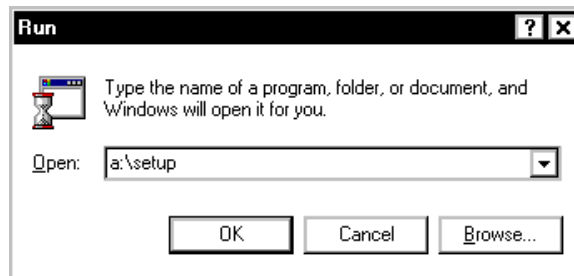 Run
Type the name of a program, folder, or document, and
Windows will open it for you.
Open: a:\setup
OK Cancel Browse...